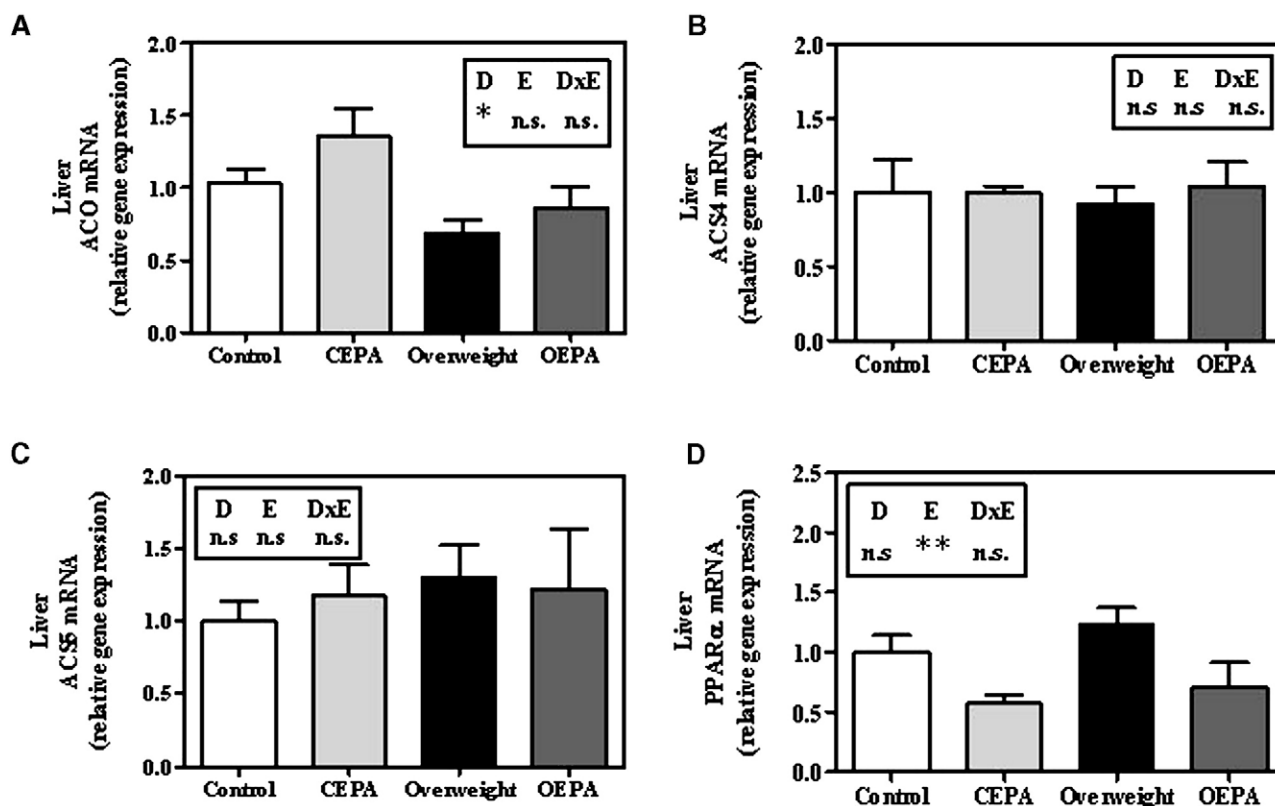 A
Liver
ACO mRNA
(relative gene expression)
2.0
1.5
1.0
0.5
0.0
D E DxE
* n.s. n.s.
Control CEPA Overweight OEPA
B
Liver
ACS4 mRNA
(relative gene expression)
2.0
1.5
1.0
0.5
0.0
D E DxE
n.s n.s n.s.
Control CEPA Overweight OEPA
C
Liver
ACS5 mRNA
(relative gene expression)
2.0
1.5
1.0
0.5
0.0
D E DxE
n.s n.s n.s.
Control CEPA Overweight OEPA
D
Liver
PPARα mRNA
(relative gene expression)
2.5
2.0
1.5
1.0
0.5
0.0
D E DxE
n.s ** n.s.
Control CEPA Overweight OEPA